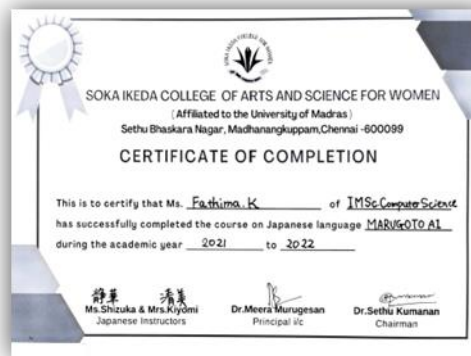 SOKA IKEDA COLLEGE OF ARTS AND SCIENCE FOR WOMEN
(Affiliated to the University of Madras)
Sethu Bhaskara Nagar, Madhanangkuppam,Chennai -600099
CERTIFICATE OF COMPLETION
This is to certify that Ms. Fathima.K of IMSc.ComputerScience
has successfully completed the course on Japanese language MARUGOTO A1
during the academic year 2021 to 2022
静華 清美
Ms.Shizuka & Mrs.Kiyomi Dr.Meera Murugesan Dr.Sethu Kumanan
Japanese Instructors Principal i/c Chairman